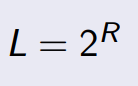 L = 2^R